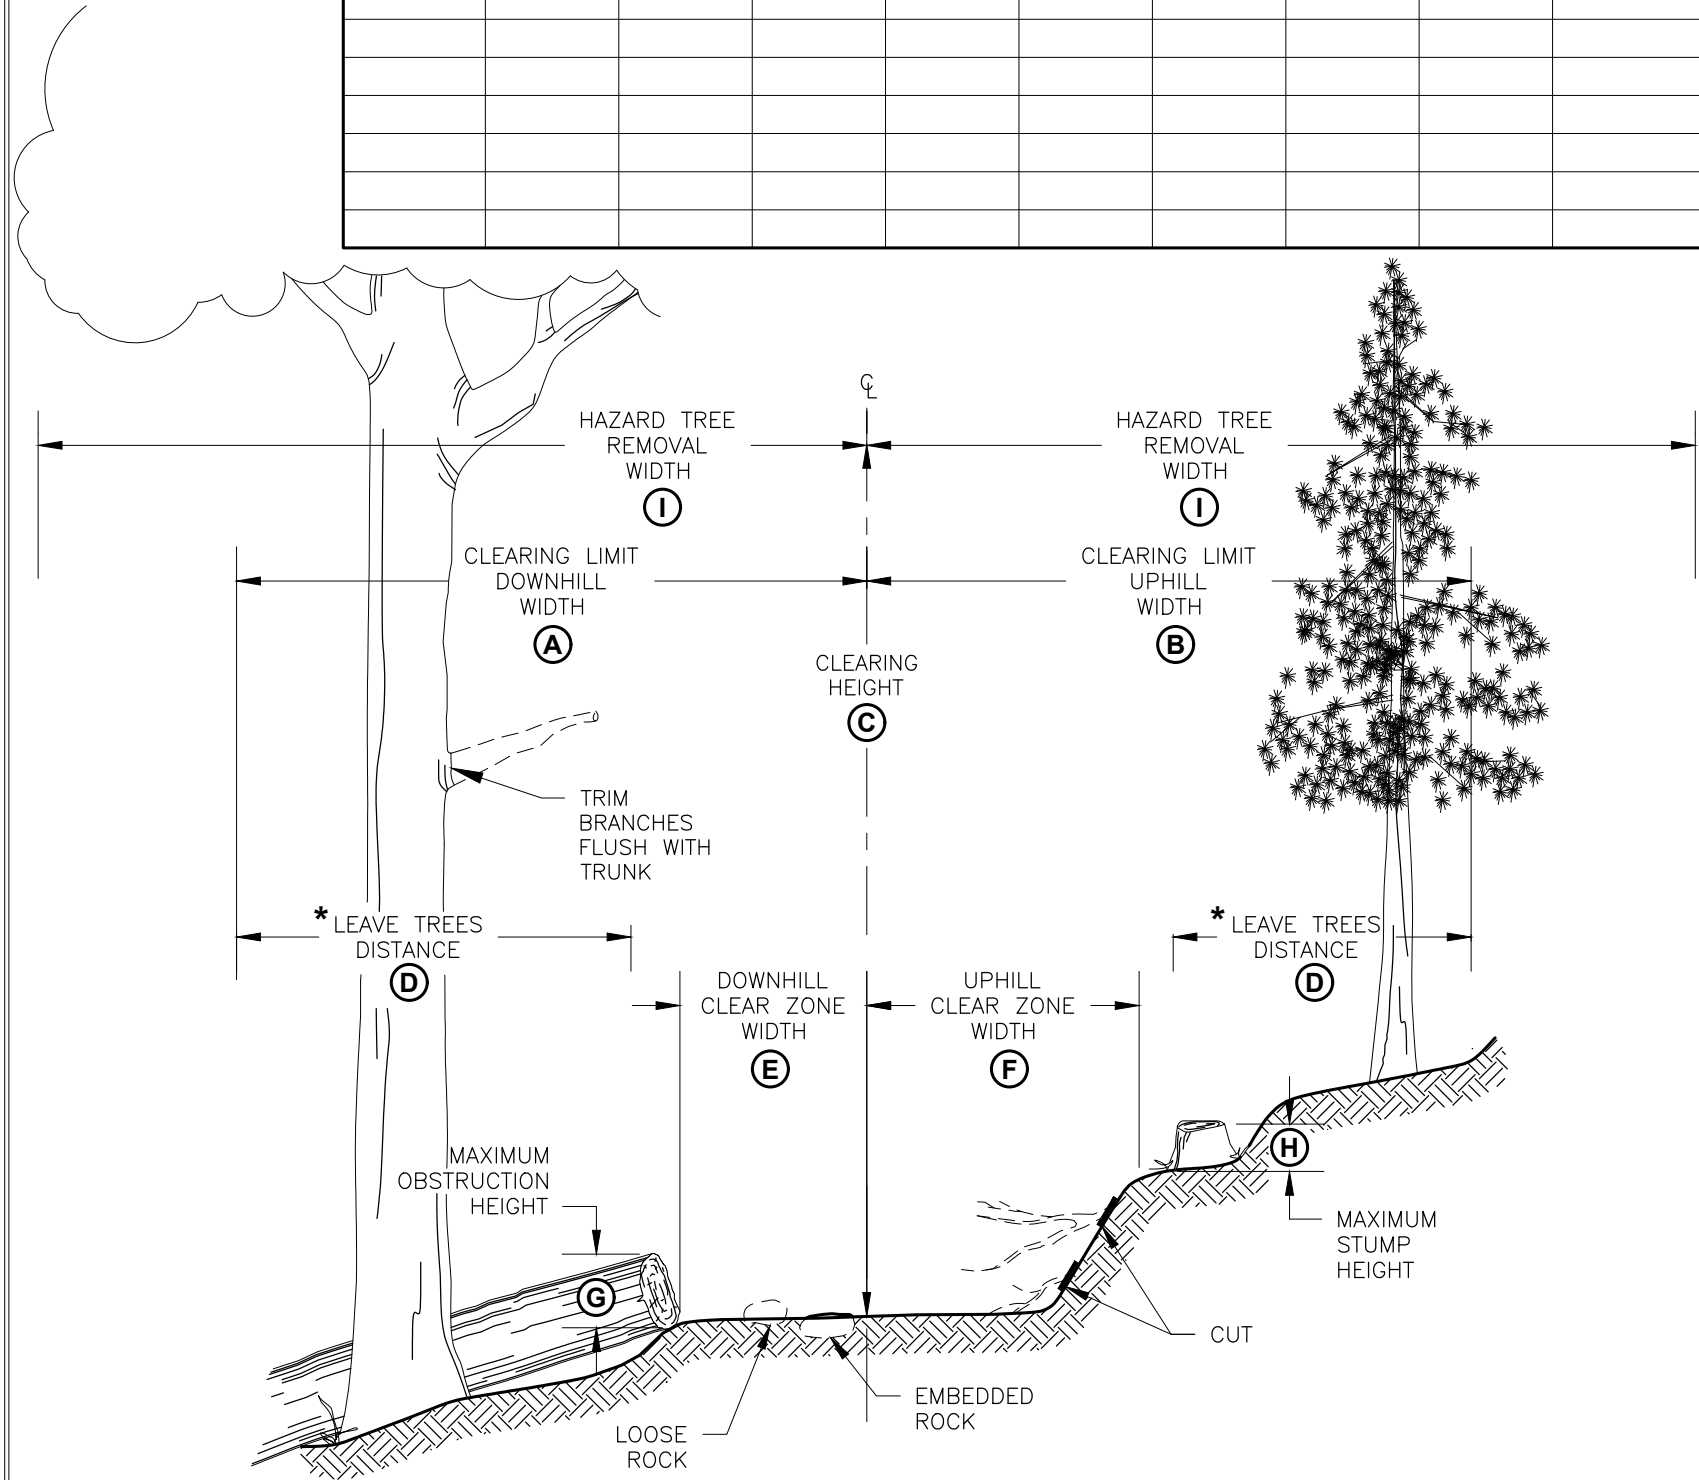 ℄
HAZARD TREE
REMOVAL
WIDTH
I
HAZARD TREE
REMOVAL
WIDTH
I
CLEARING LIMIT
DOWNHILL
WIDTH
A
CLEARING LIMIT
UPHILL
WIDTH
B
CLEARING
HEIGHT
C
TRIM
BRANCHES
FLUSH WITH
TRUNK
* LEAVE TREES
DISTANCE
D
* LEAVE TREES
DISTANCE
D
DOWNHILL
CLEAR ZONE
WIDTH
E
UPHILL
CLEAR ZONE
WIDTH
F
MAXIMUM
OBSTRUCTION
HEIGHT
G
H
MAXIMUM
STUMP
HEIGHT
CUT
EMBEDDED
ROCK
LOOSE
ROCK